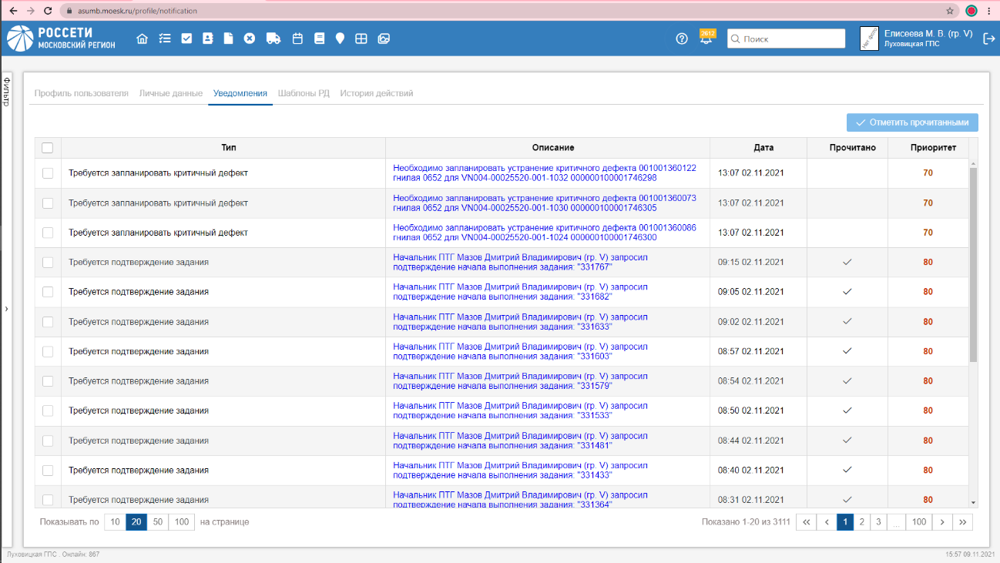 asumb.moesk.ru/profile/notification
РОССЕТИ
МОСКОВСКИЙ РЕГИОН
2612
Поиск
Нет фото
Елисеева М. В. (гр. V)
Луховицкая ГПС
Фильтр
Профиль пользователя Личные данные Уведомления Шаблоны РД История действий
Отметить прочитанными
Тип Описание Дата Прочитано Приоритет
Требуется запланировать критичный дефект
Необходимо запланировать устранение критичного дефекта 001001360122
гнилая 0652 для VN004-00025520-001-1032 000000100001746298
13:07 02.11.2021
70
Требуется запланировать критичный дефект
Необходимо запланировать устранение критичного дефекта 001001360073
гнилая 0652 для VN004-00025520-001-1030 000000100001746305
13:07 02.11.2021
70
Требуется запланировать критичный дефект
Необходимо запланировать устранение критичного дефекта 001001360086
гнилая 0652 для VN004-00025520-001-1024 000000100001746300
13:07 02.11.2021
70
Требуется подтверждение задания
Начальник ПТГ Мазов Дмитрий Владимирович (гр. V) запросил
подтверждение начала выполнения задания: "331767"
09:15 02.11.2021
80
Требуется подтверждение задания
Начальник ПТГ Мазов Дмитрий Владимирович (гр. V) запросил
подтверждение начала выполнения задания: "331682"
09:05 02.11.2021
80
Требуется подтверждение задания
Начальник ПТГ Мазов Дмитрий Владимирович (гр. V) запросил
подтверждение начала выполнения задания: "331633"
09:02 02.11.2021
80
Требуется подтверждение задания
Начальник ПТГ Мазов Дмитрий Владимирович (гр. V) запросил
подтверждение начала выполнения задания: "331603"
08:57 02.11.2021
80
Требуется подтверждение задания
Начальник ПТГ Мазов Дмитрий Владимирович (гр. V) запросил
подтверждение начала выполнения задания: "331579"
08:54 02.11.2021
80
Требуется подтверждение задания
Начальник ПТГ Мазов Дмитрий Владимирович (гр. V) запросил
подтверждение начала выполнения задания: "331533"
08:50 02.11.2021
80
Требуется подтверждение задания
Начальник ПТГ Мазов Дмитрий Владимирович (гр. V) запросил
подтверждение начала выполнения задания: "331481"
08:44 02.11.2021
80
Требуется подтверждение задания
Начальник ПТГ Мазов Дмитрий Владимирович (гр. V) запросил
подтверждение начала выполнения задания: "331433"
08:40 02.11.2021
80
Требуется подтверждение задания
Начальник ПТГ Мазов Дмитрий Владимирович (гр. V) запросил
подтверждение начала выполнения задания: "331364"
08:31 02.11.2021
80
Показывать по 10 20 50 100 на странице
Показано 1-20 из 3111 « ‹ 1 2 3 ... 100 › »
Луховицкая ГПС . Онлайн: 867
15:57 09.11.2021